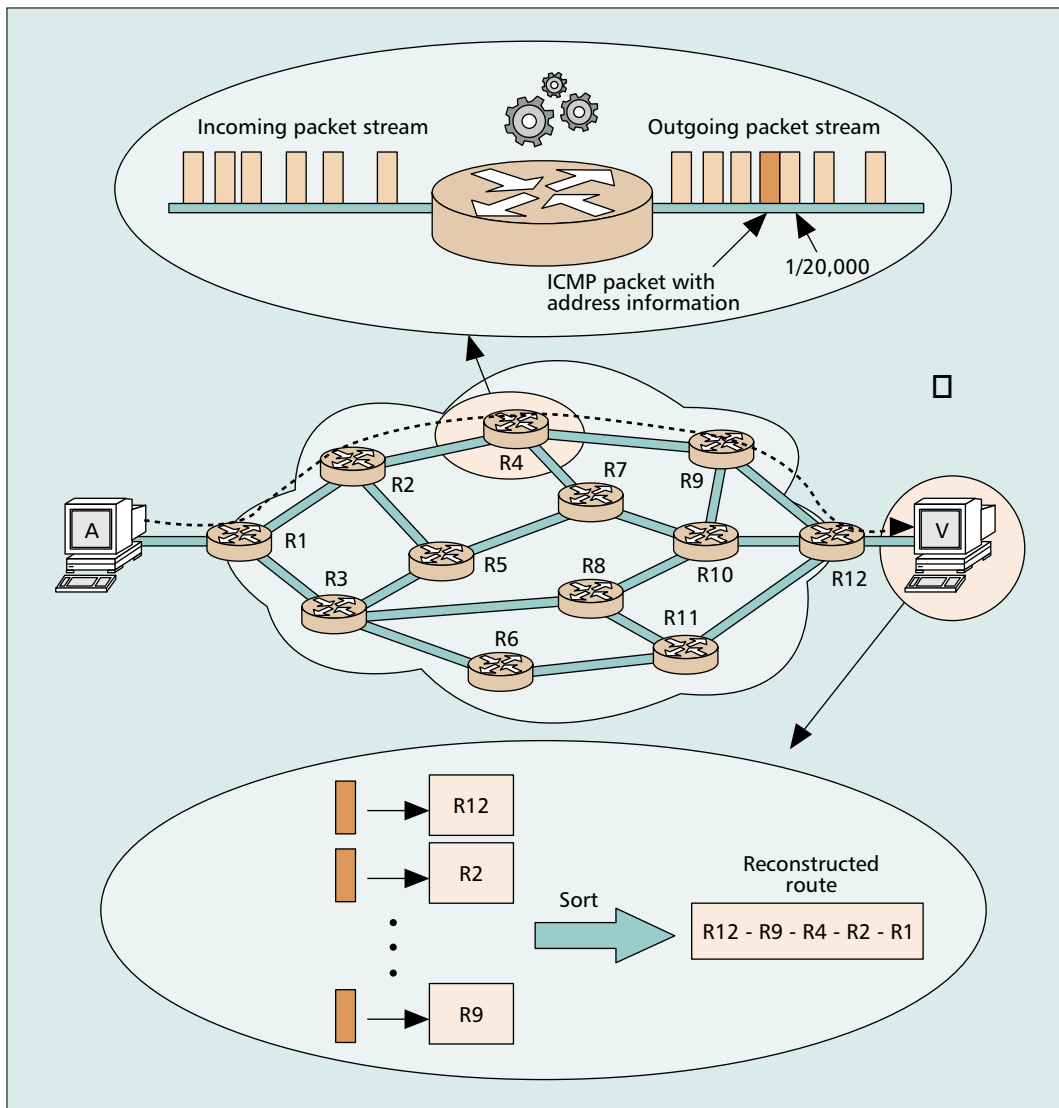 Incoming packet stream
Outgoing packet stream
ICMP packet with
address information
1/20,000
R4
R2
R7
R9
A
V
R1
R5
R10
R12
R3
R8
R11
R6
R12
R2
R9
Sort
Reconstructed
route
R12 - R9 - R4 - R2 - R1